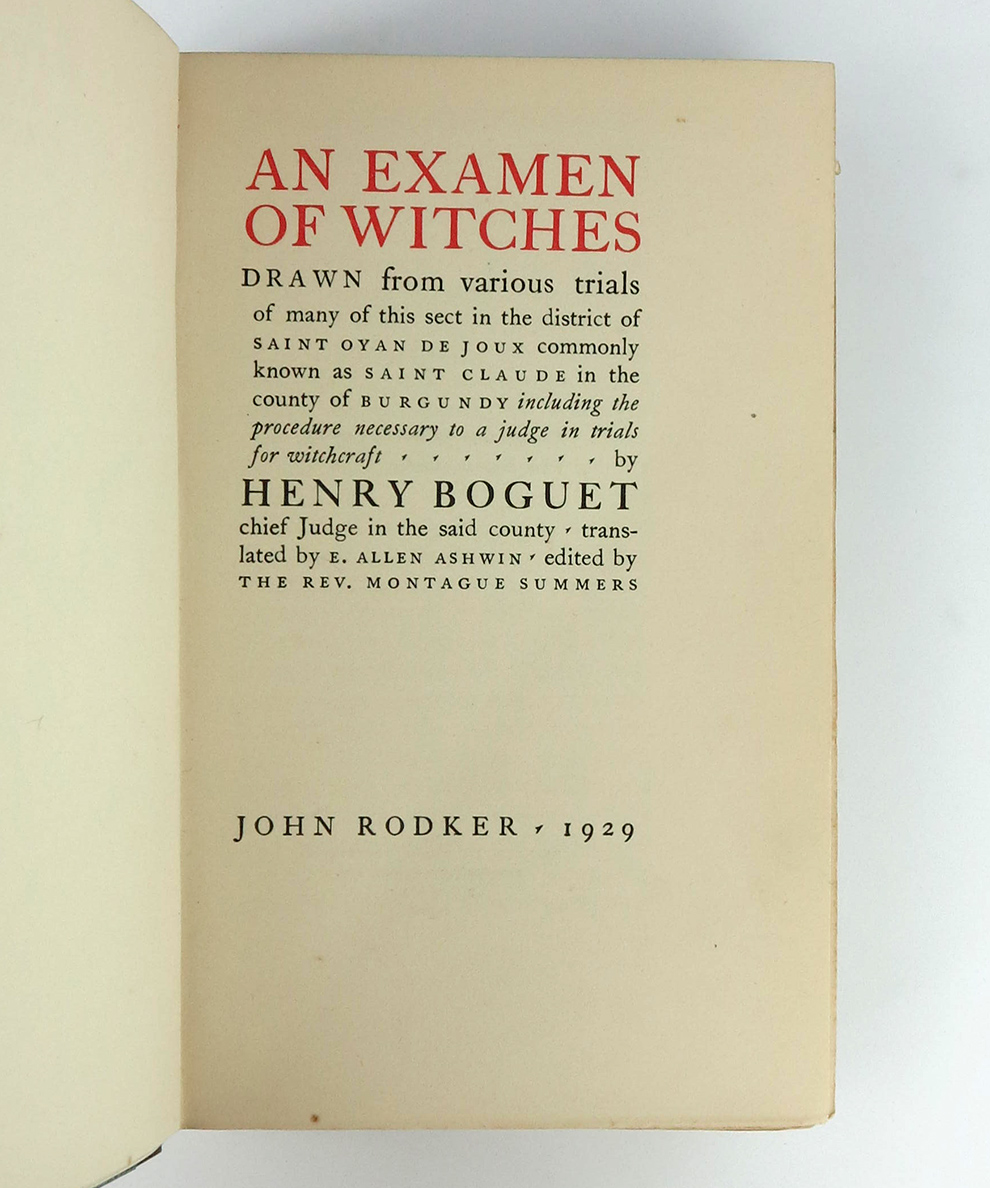 AN EXAMEN
OF WITCHES
DRAWN from various trials
of many of this sect in the district of
SAINT OYAN DE JOUX commonly
known as SAINT CLAUDE in the
county of BURGUNDY including the
procedure necessary to a judge in trials
for witchcraft ' ' ' ' ' ' ' by
HENRY BOGUET
chief Judge in the said county ' trans-
lated by E. ALLEN ASHWIN ' edited by
THE REV. MONTAGUE SUMMERS
JOHN RODKER ' 1929